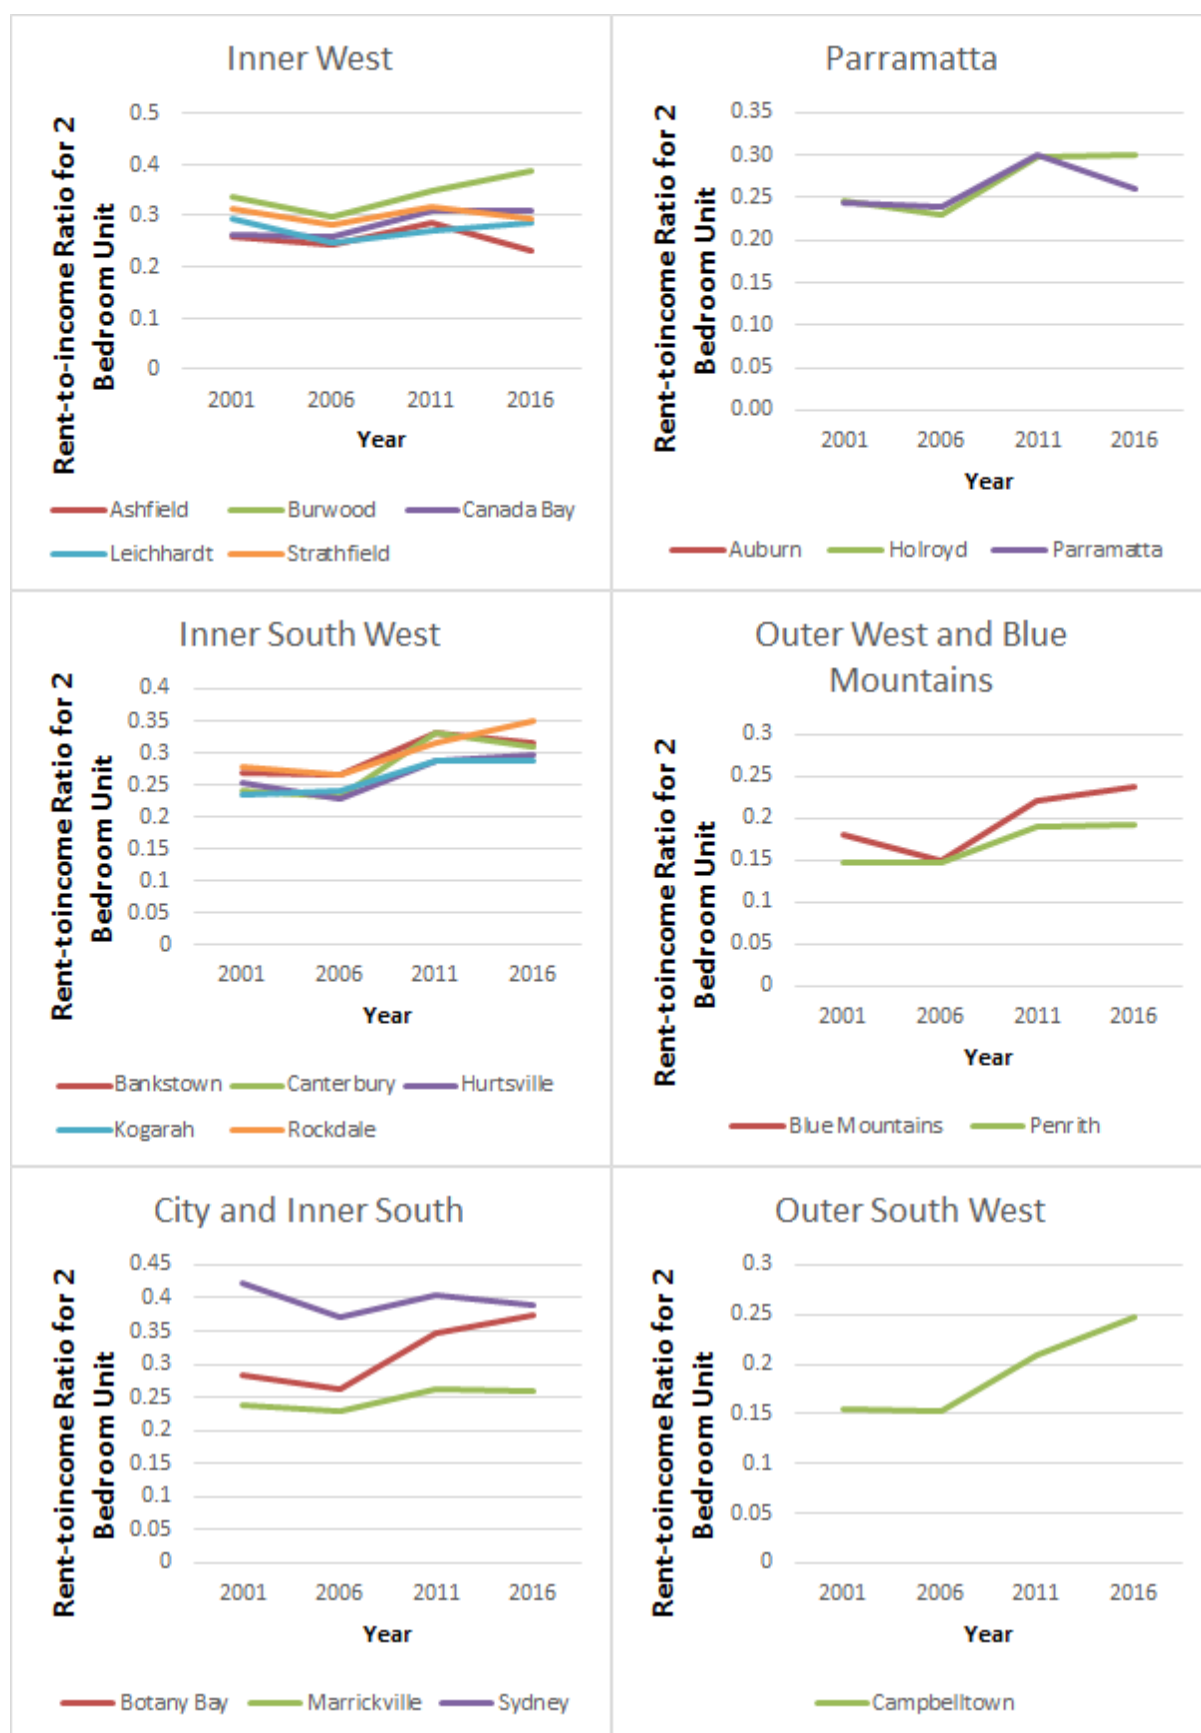 Inner West
Rent-to-income Ratio for 2
Bedroom Unit
0.5
0.4
0.3
0.2
0.1
0
2001 2006 2011 2016
Year
Ashfield Burwood Canada Bay
Leichhardt Strathfield
Parramatta
Rent-toincome Ratio for 2
Bedroom Unit
0.35
0.30
0.25
0.20
0.15
0.10
0.05
0.00
2001 2006 2011 2016
Year
Auburn Holroyd Parramatta
Inner South West
Rent-toincome Ratio for 2
Bedroom Unit
0.4
0.35
0.3
0.25
0.2
0.15
0.1
0.05
0
2001 2006 2011 2016
Year
Bankstown Canterbury Hurtsville
Kogarah Rockdale
Outer West and Blue
Mountains
Rent-toincome Ratio for 2
Bedroom Unit
0.3
0.25
0.2
0.15
0.1
0.05
0
2001 2006 2011 2016
Year
Blue Mountains Penrith
City and Inner South
Rent-toincome Ratio for 2
Bedroom Unit
0.45
0.4
0.35
0.3
0.25
0.2
0.15
0.1
0.05
0
2001 2006 2011 2016
Year
Botany Bay Marrickville Sydney
Outer South West
Rent-toincome Ratio for 2
Bedroom Unit
0.3
0.25
0.2
0.15
0.1
0.05
0
2001 2006 2011 2016
Year
Campbelltown